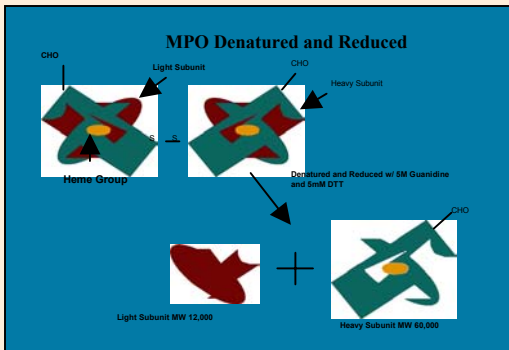 MPO Denatured and Reduced
CHO
Light Subunit
CHO
Heavy Subunit
S S
Heme Group
Denatured and Reduced w/ 5M Guanidine
and 5mM DTT
CHO
Light Subunit MW 12,000
Heavy Subunit MW 60,000